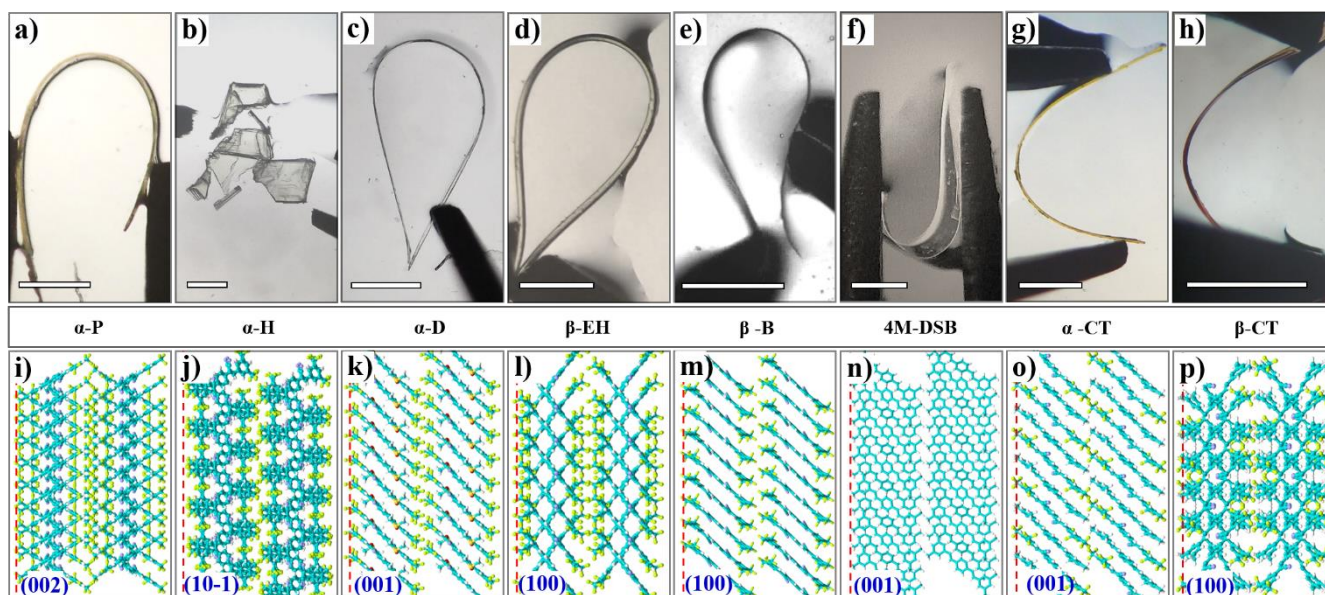 a) b) c) d) e) f) g) h)
α-P α-H α-D β-EH β -B 4M-DSB α -CT β-CT
i) j) k) l) m) n) o) p)
(002) (10-1) (001) (100) (100) (001) (001) (100)